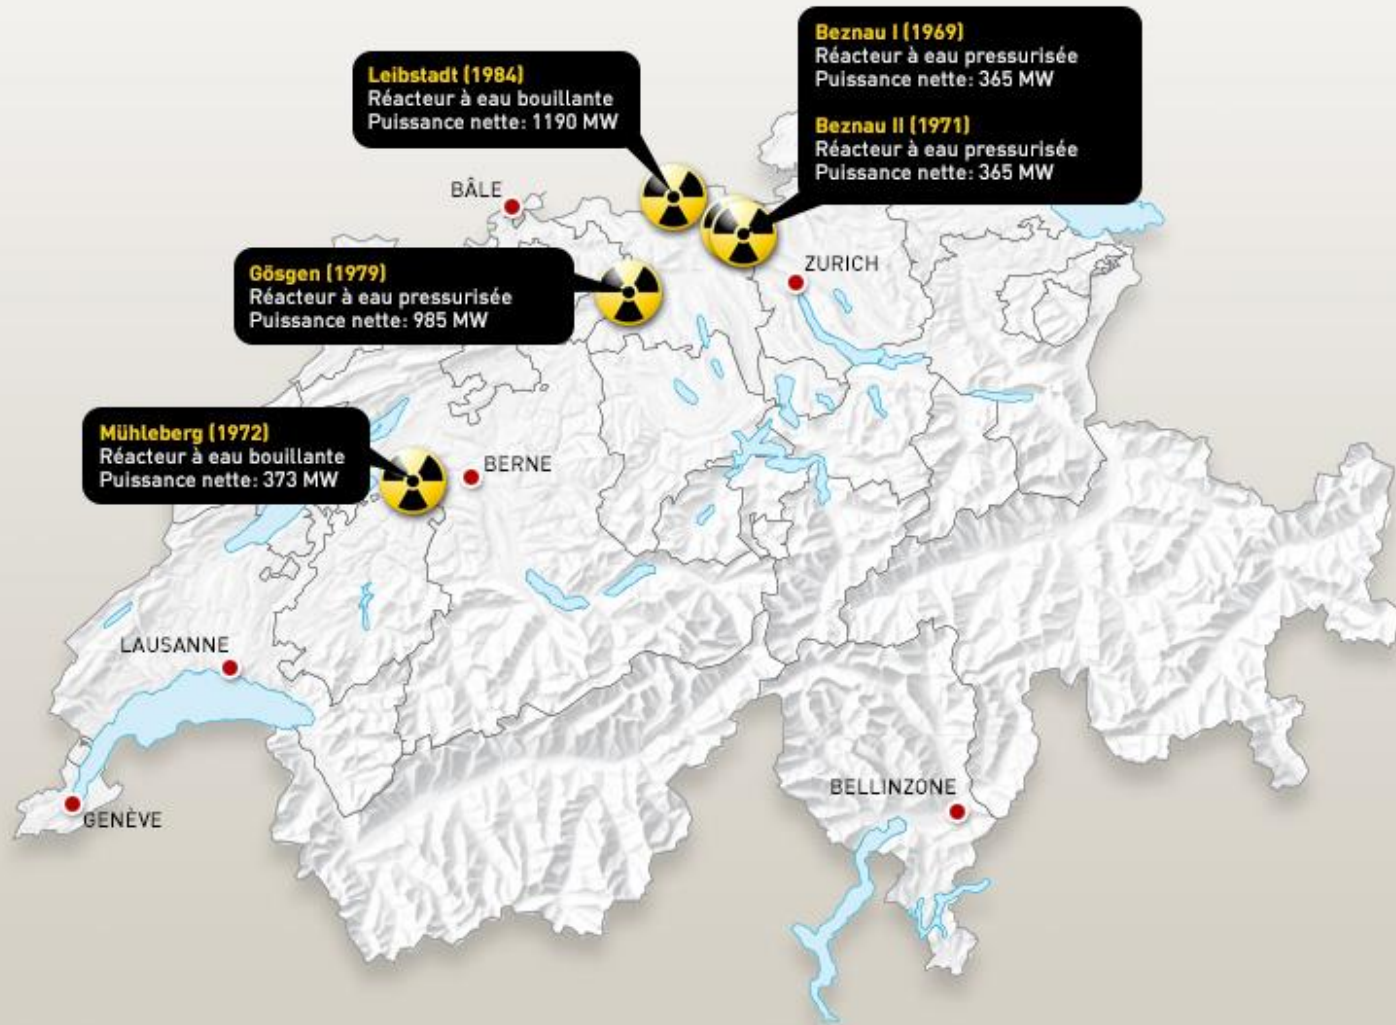 Beznau I (1969)
Réacteur à eau pressurisée
Puissance nette: 365 MW
Beznau II (1971)
Réacteur à eau pressurisée
Puissance nette: 365 MW
Leibstadt (1984)
Réacteur à eau bouillante
Puissance nette: 1190 MW
BÂLE
ZURICH
Gösgen (1979)
Réacteur à eau pressurisée
Puissance nette: 985 MW
Mühleberg (1972)
Réacteur à eau bouillante
Puissance nette: 373 MW
BERNE
LAUSANNE
BELLINZONE
GENÈVE